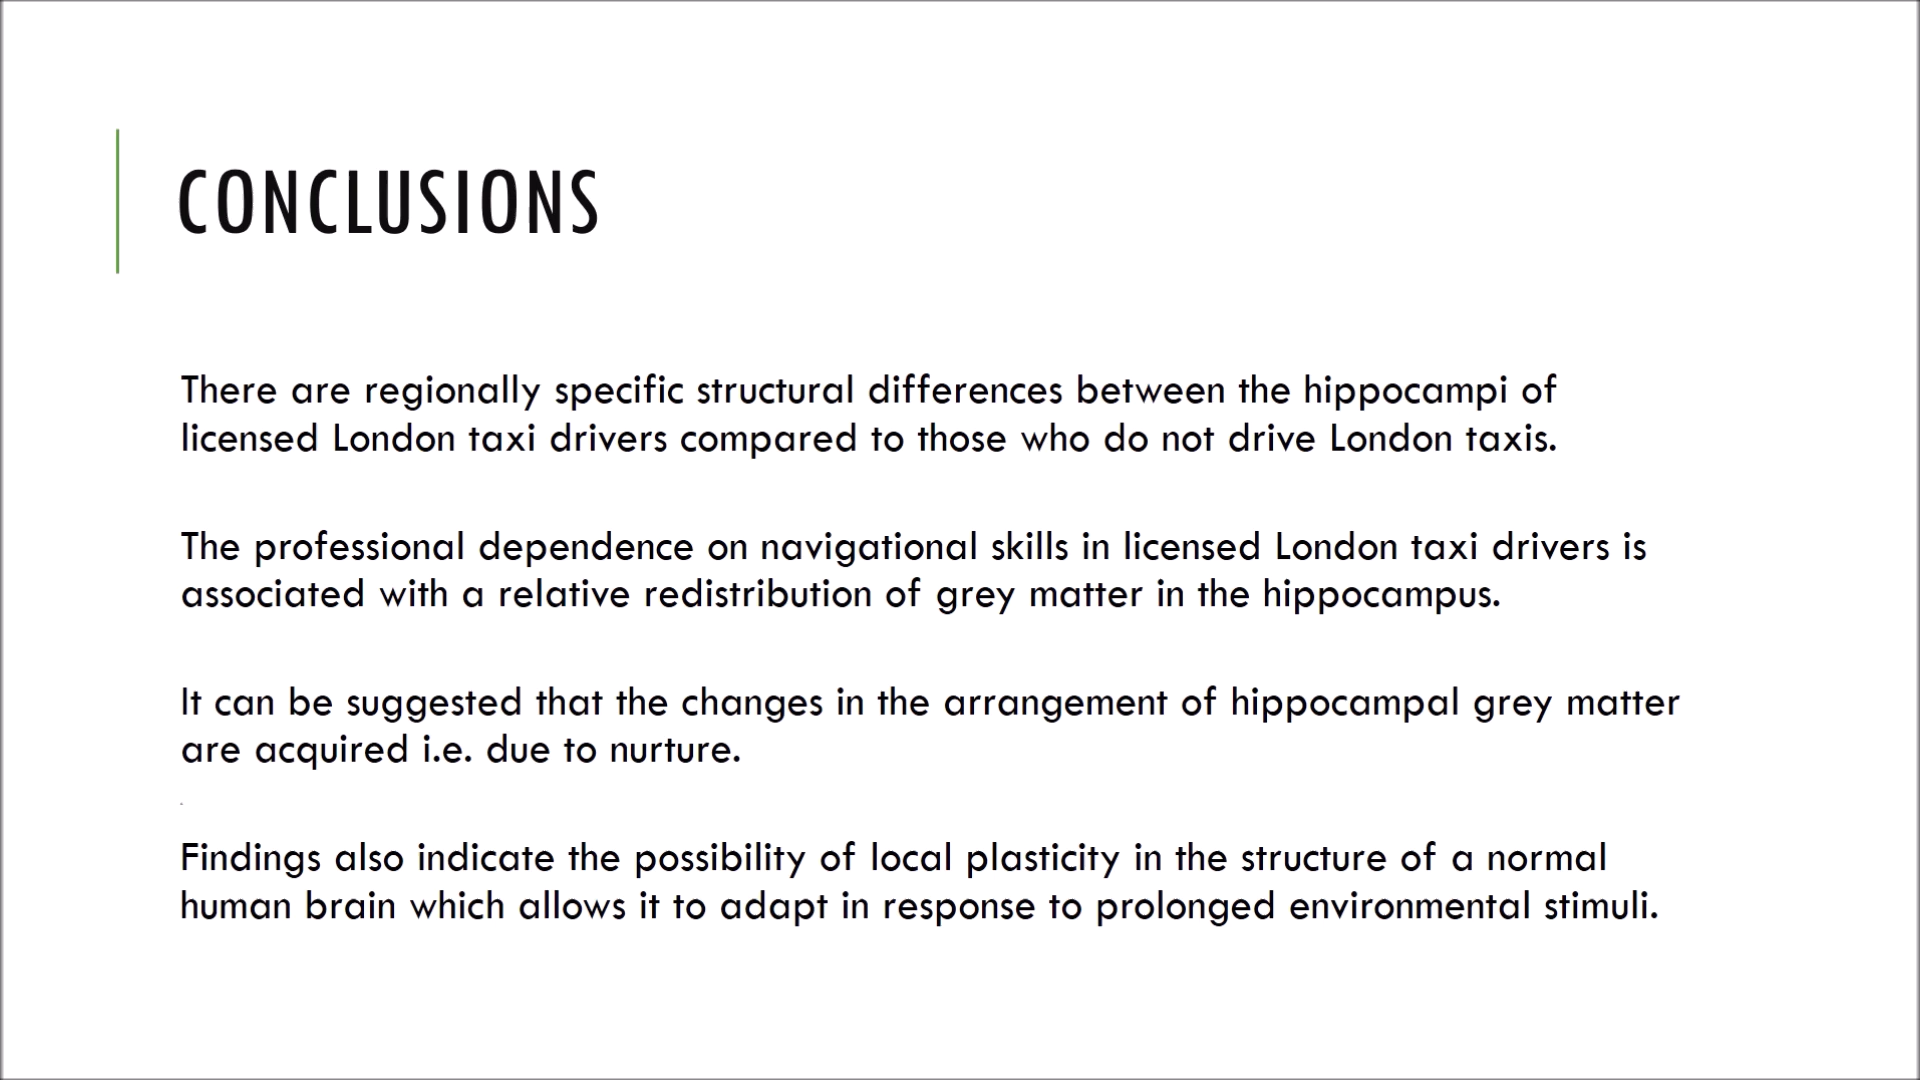 CONCLUSIONS
There are regionally specific structural differences between the hippocampi of
licensed London taxi drivers compared to those who do not drive London taxis.
The professional dependence on navigational skills in licensed London taxi drivers is
associated with a relative redistribution of grey matter in the hippocampus.
It can be suggested that the changes in the arrangement of hippocampal grey matter
are acquired i.e. due to nurture.
Findings also indicate the possibility of local plasticity in the structure of a normal
human brain which allows it to adapt in response to prolonged environmental stimuli.